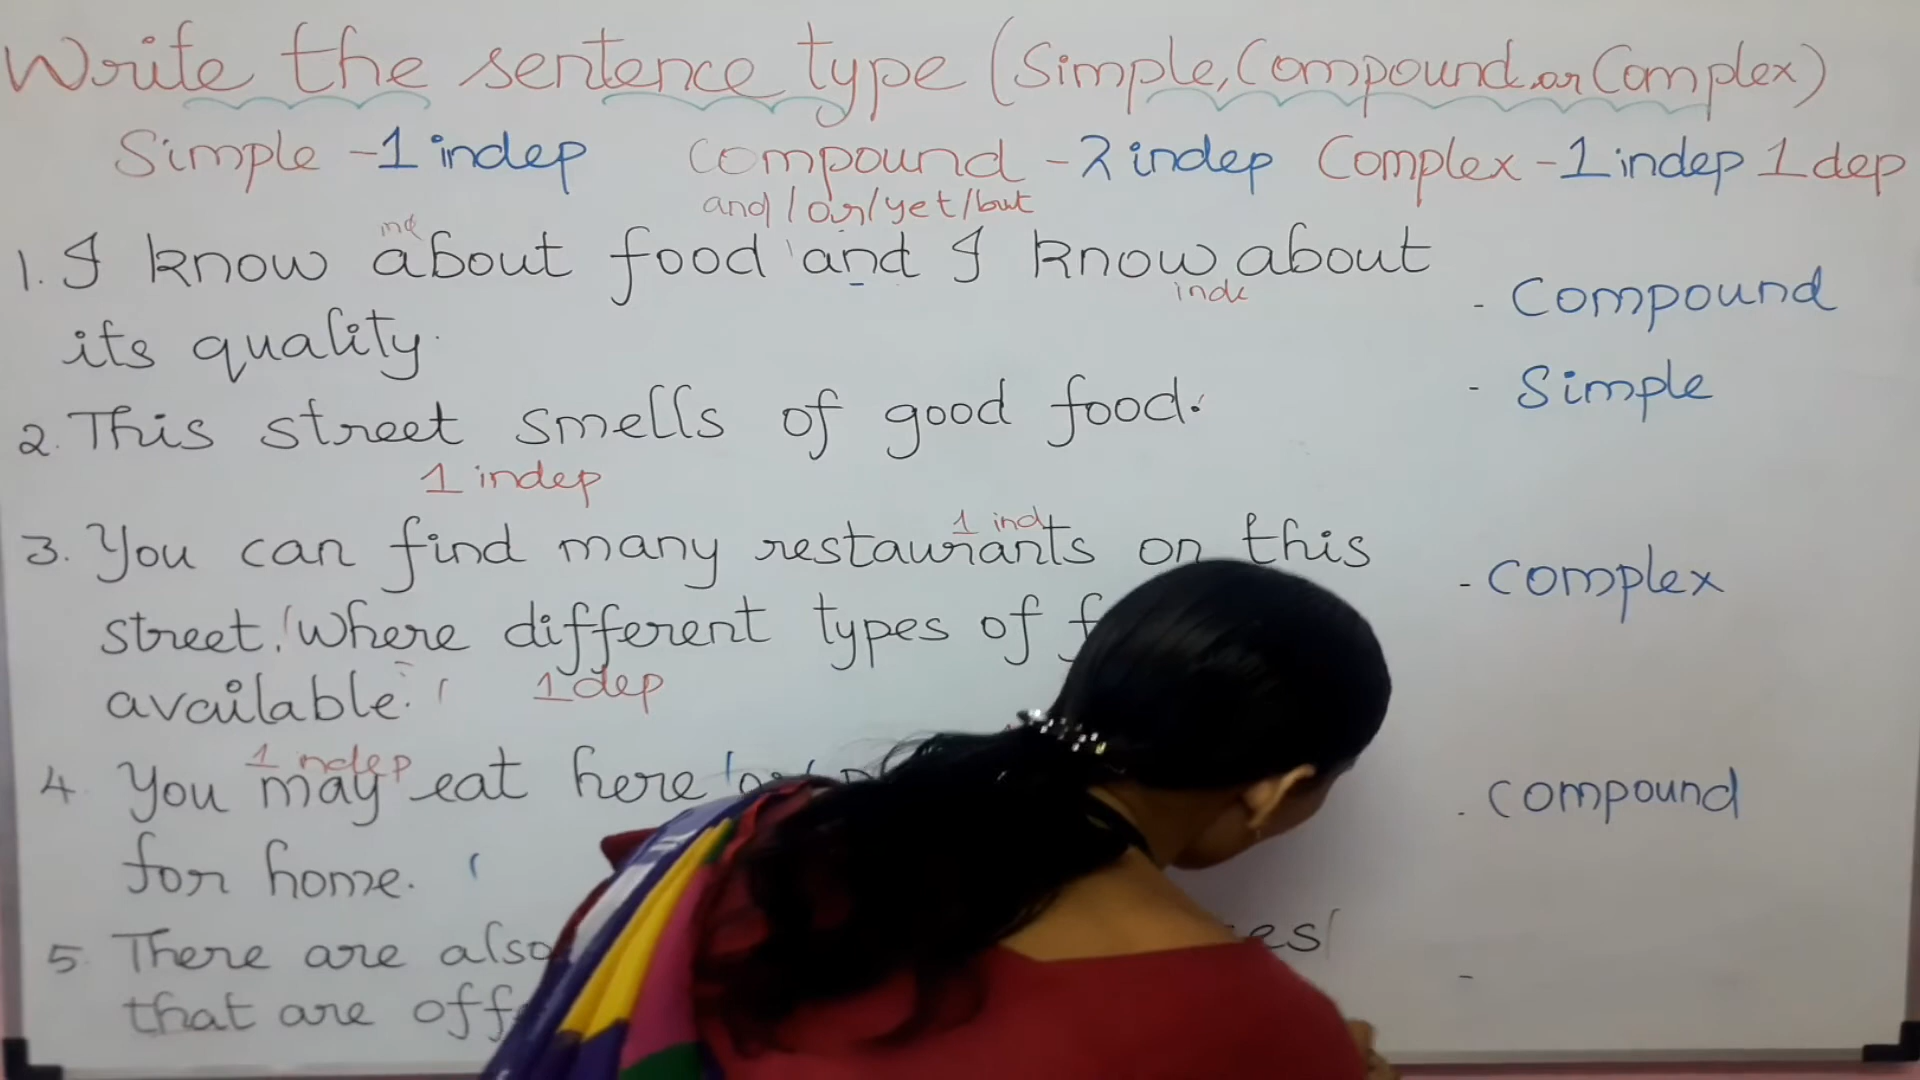 Write the sentence type (Simple, Compound or Complex)
Simple - 1 indep compound - 2 indep Complex - 1 indep 1 dep
and/or/yet/but
1. I know about food and I know about
its quality.
- Compound
2. This street smells of good food.
- Simple
1 indep
1 ind
3. You can find many restaurants on this
street. Where different types of
available.
- Complex
1 dep
1 indep
4 You may eat here
for home.
- compound
5. There are also
that are